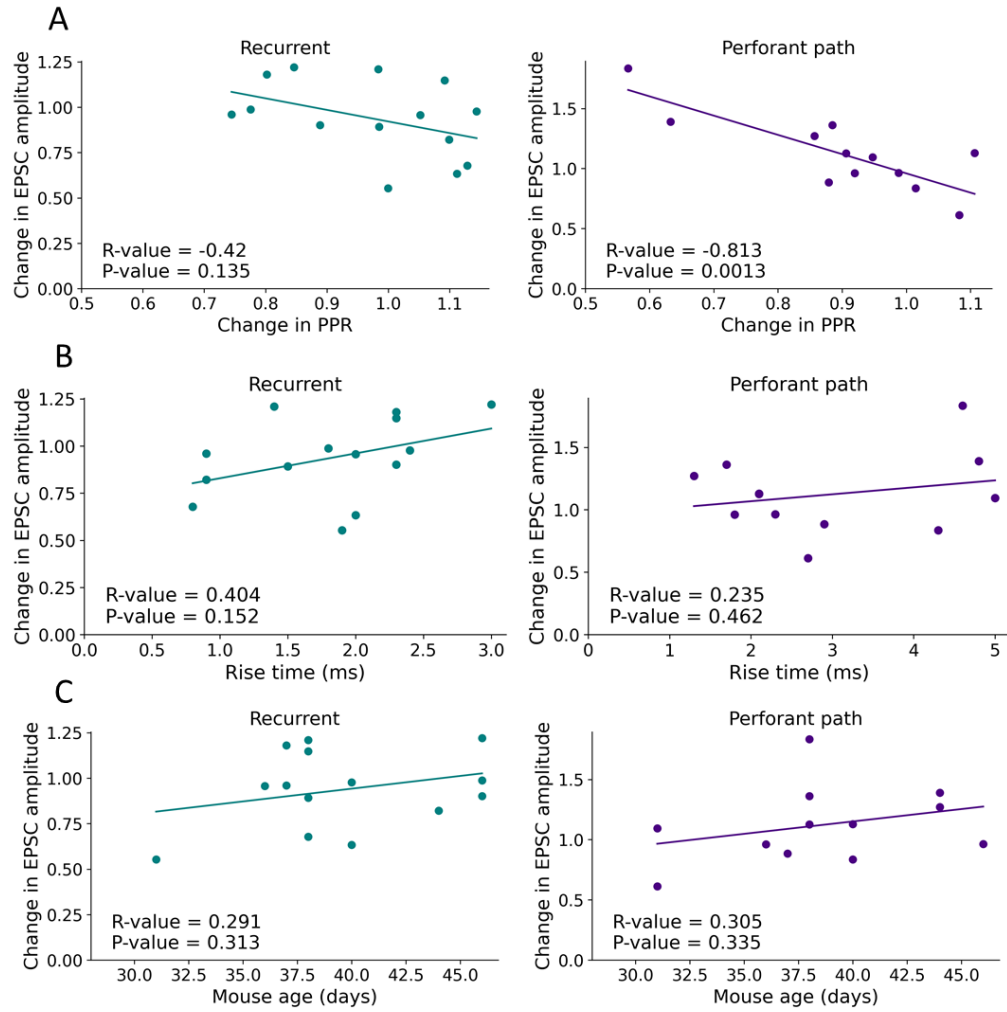 A
Recurrent
Perforant path
Change in EPSC amplitude
1.25
1.00
0.75
0.50
0.25
0.00
R-value = -0.42
P-value = 0.135
0.5 0.6 0.7 0.8 0.9 1.0 1.1
Change in PPR
Change in EPSC amplitude
1.5
1.0
0.5
0.0
R-value = -0.813
P-value = 0.0013
0.5 0.6 0.7 0.8 0.9 1.0 1.1
Change in PPR
B
Recurrent
Perforant path
Change in EPSC amplitude
1.25
1.00
0.75
0.50
0.25
0.00
R-value = 0.404
P-value = 0.152
0.0 0.5 1.0 1.5 2.0 2.5 3.0
Rise time (ms)
Change in EPSC amplitude
1.5
1.0
0.5
0.0
R-value = 0.235
P-value = 0.462
0 1 2 3 4 5
Rise time (ms)
C
Recurrent
Perforant path
Change in EPSC amplitude
1.25
1.00
0.75
0.50
0.25
0.00
R-value = 0.291
P-value = 0.313
30.0 32.5 35.0 37.5 40.0 42.5 45.0
Mouse age (days)
Change in EPSC amplitude
1.5
1.0
0.5
0.0
R-value = 0.305
P-value = 0.335
30.0 32.5 35.0 37.5 40.0 42.5 45.0
Mouse age (days)